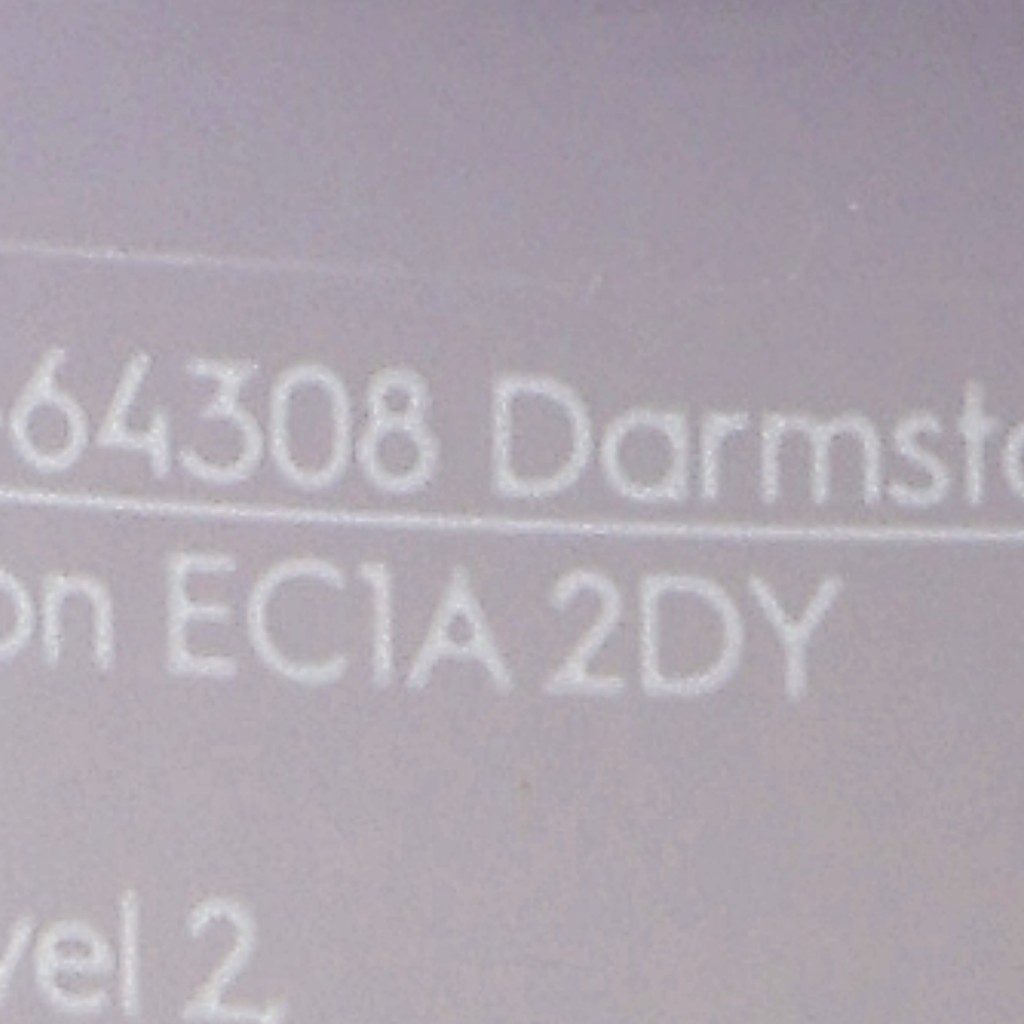 64308 Darmst
on EC1A 2DY
vel 2,